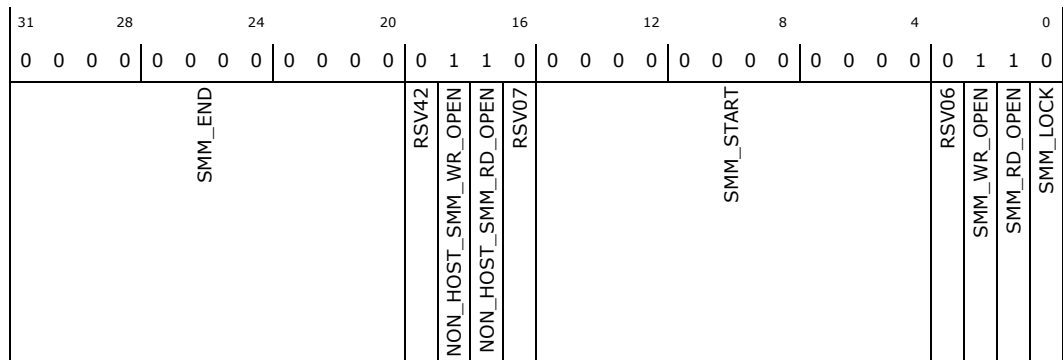 31 28 24 20 16 12 8 4 0
0 0 0 0 0 0 0 0 0 0 0 0 0 1 1 0 0 0 0 0 0 0 0 0 0 0 0 0 0 1 1 0
SMM_END
RSV42
NON_HOST_SMM_WR_OPEN
NON_HOST_SMM_RD_OPEN
RSV07
SMM_START
RSV06
SMM_WR_OPEN
SMM_RD_OPEN
SMM_LOCK